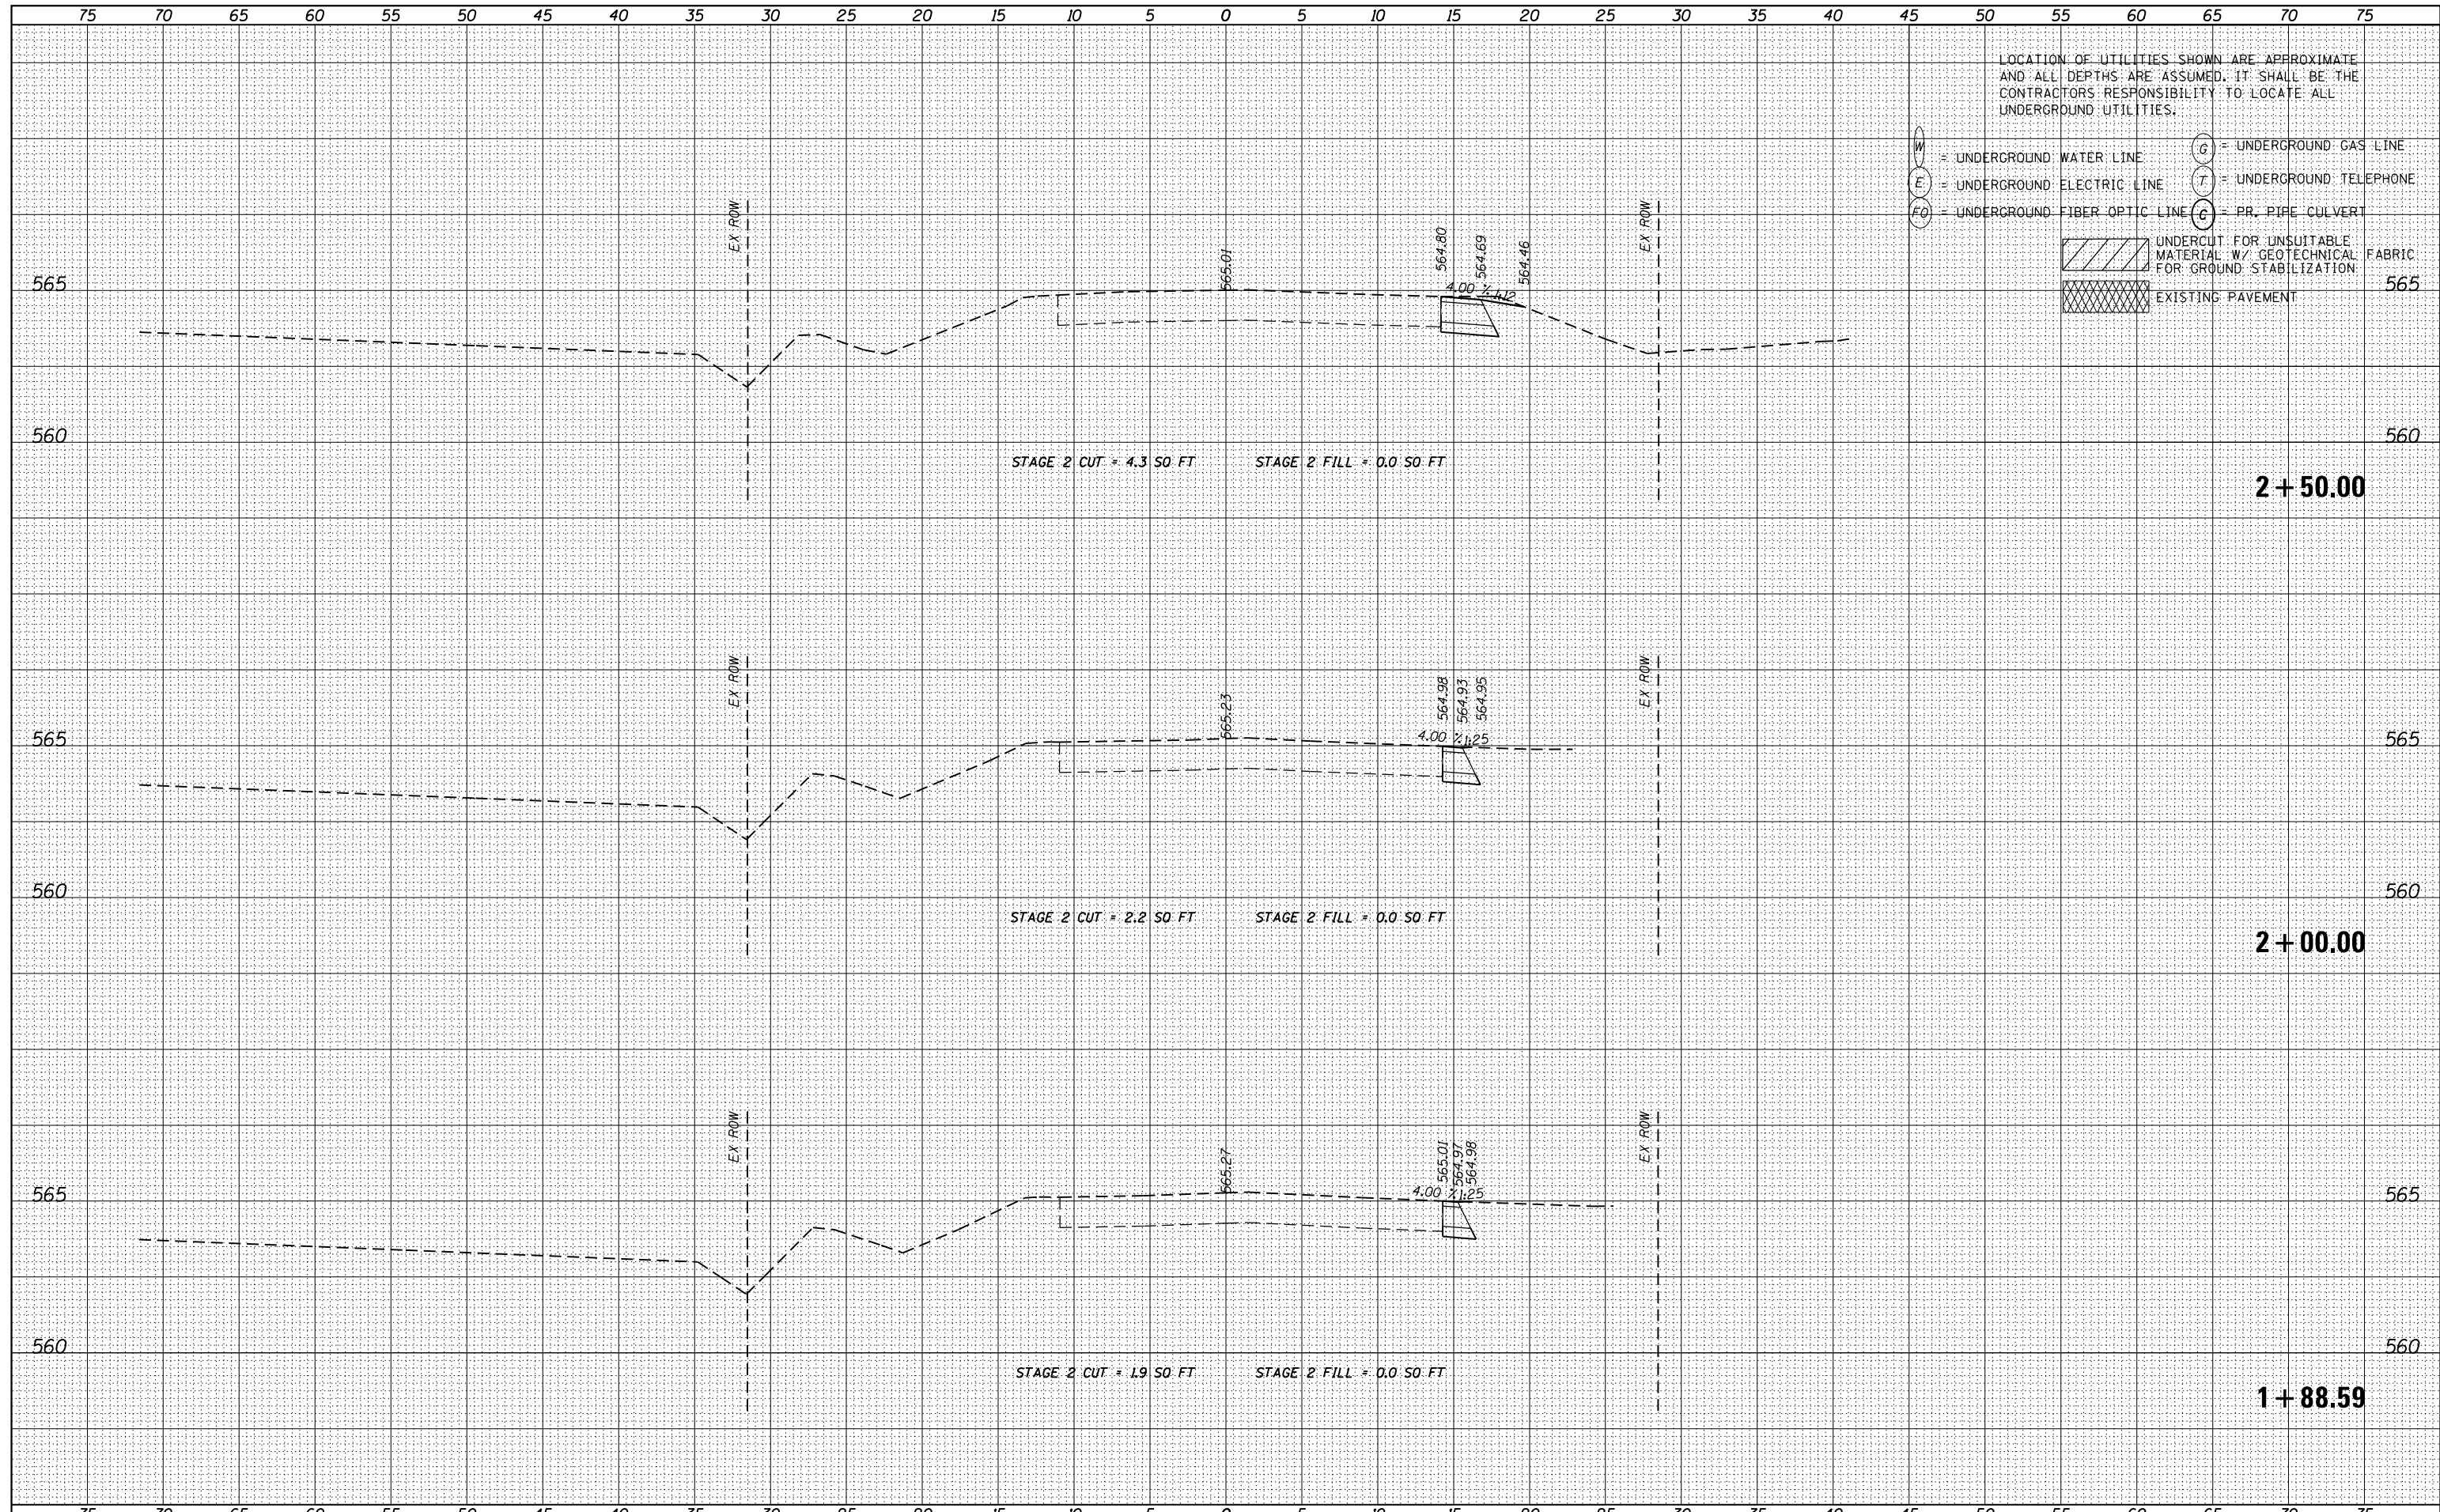 75 70 65 60 55 50 45 40 35 30 25 20 15 10 5 0 5 10 15 20 25 30 35 40 45 50 55 60 65 70 75
LOCATION OF UTILITIES SHOWN ARE APPROXIMATE
AND ALL DEPTHS ARE ASSUMED. IT SHALL BE THE
CONTRACTORS RESPONSIBILITY TO LOCATE ALL
UNDERGROUND UTILITIES.
W = UNDERGROUND WATER LINE
G = UNDERGROUND GAS LINE
E = UNDERGROUND ELECTRIC LINE
T = UNDERGROUND TELEPHONE
FO = UNDERGROUND FIBER OPTIC LINE
C = PR. PIPE CULVERT
UNDERCUT FOR UNSUITABLE
MATERIAL W/ GEOTECHNICAL FABRIC
FOR GROUND STABILIZATION
EXISTING PAVEMENT
EX ROW
565.01
564.80
564.69
564.46
EX ROW
4.00 % 1:12
565 565
560 560
STAGE 2 CUT = 4.3 SQ FT STAGE 2 FILL = 0.0 SQ FT
2+50.00
EX ROW
565.23
564.98
564.93
564.95
EX ROW
4.00 % 1:25
565 565
560 560
STAGE 2 CUT = 2.2 SQ FT STAGE 2 FILL = 0.0 SQ FT
2+00.00
EX ROW
565.27
565.01
564.97
564.98
EX ROW
4.00 % 1:25
565 565
560 560
STAGE 2 CUT = 1.9 SQ FT STAGE 2 FILL = 0.0 SQ FT
1+88.59
75 70 65 60 55 50 45 40 35 30 25 20 15 10 5 0 5 10 15 20 25 30 35 40 45 50 55 60 65 70 75